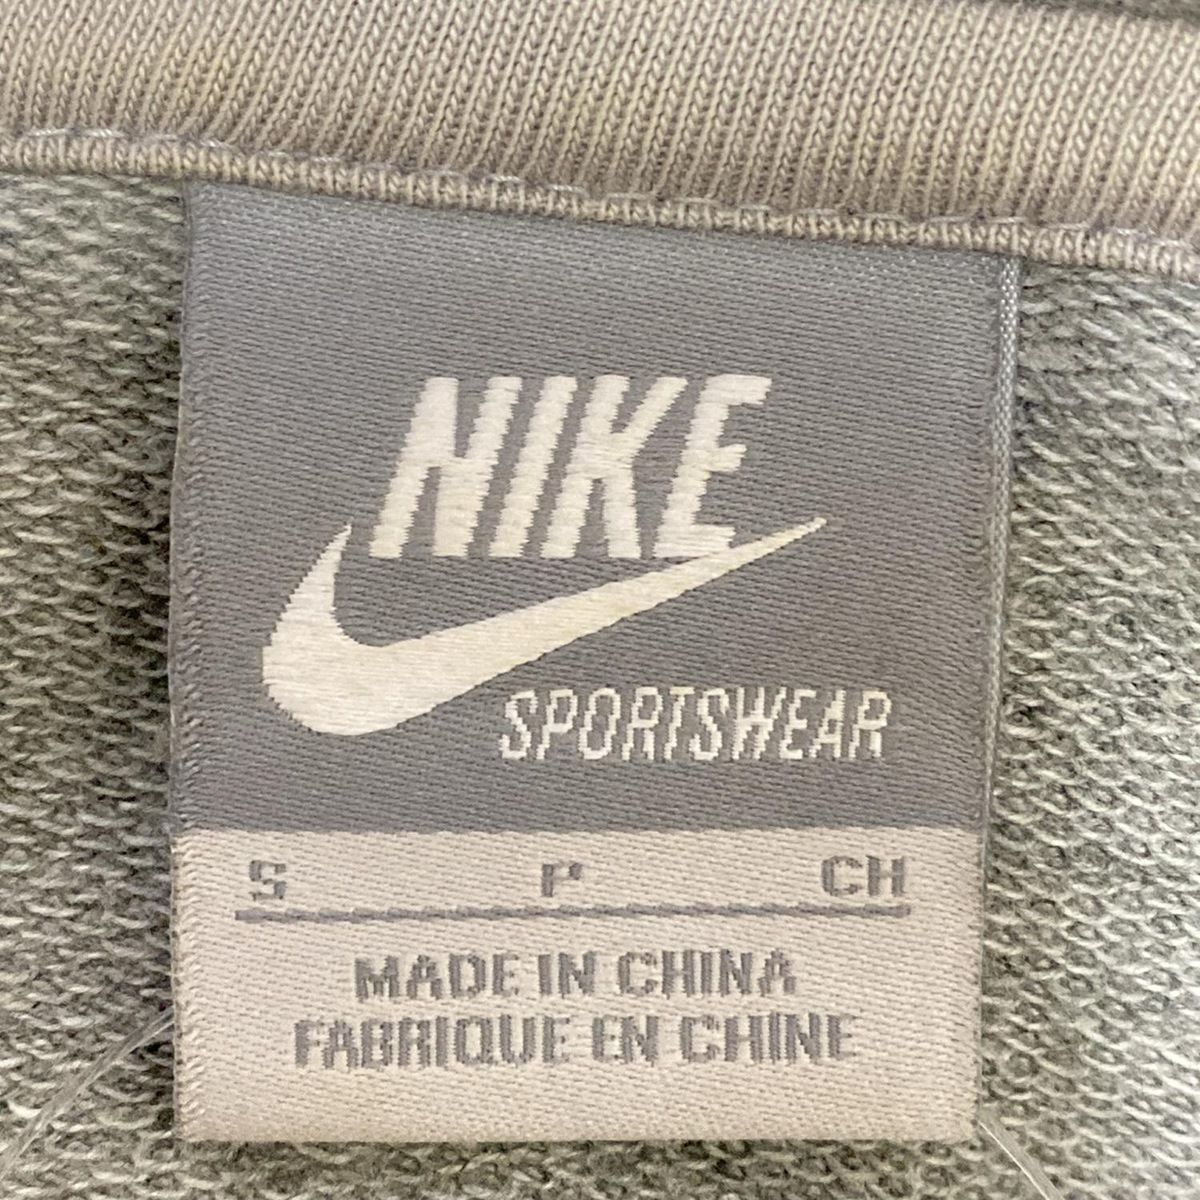 NIKE
SPORTSWEAR
S P CH
MADE IN CHINA
FABRIQUE EN CHINE